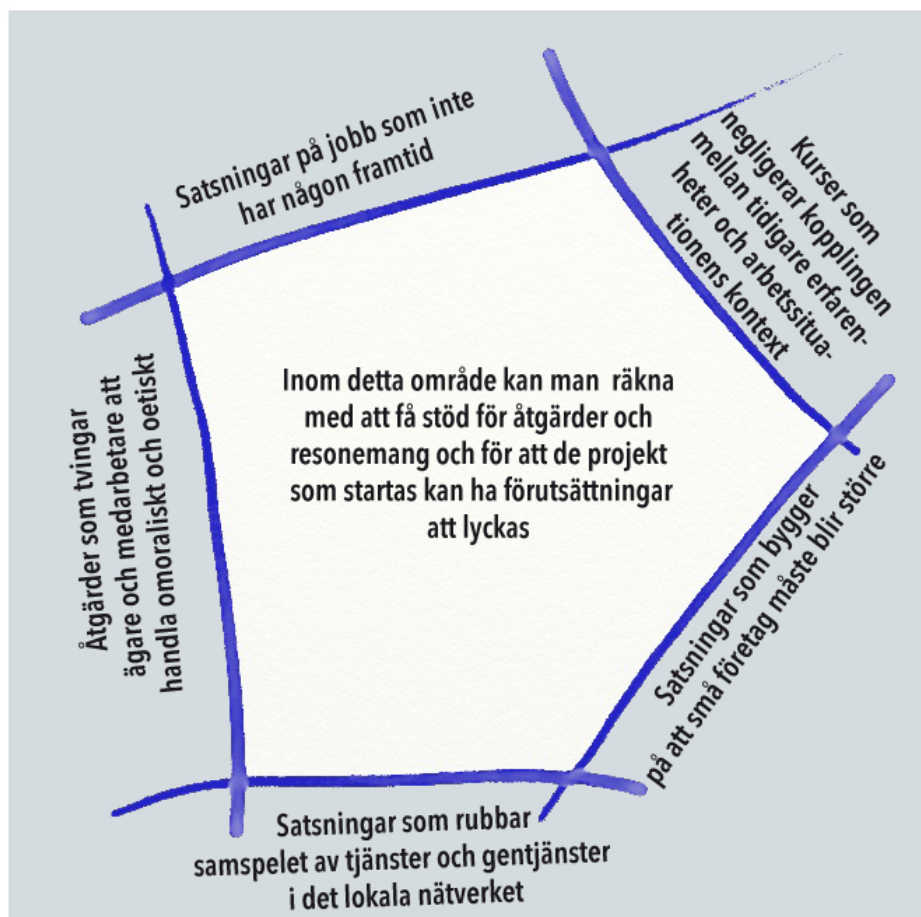 Satsningar på jobb som inte
har någon framtid
Kurser som
negligerar kopplingen
mellan tidigare erfaren-
heter och arbetssitua-
tionens kontext
Inom detta område kan man räkna
med att få stöd för åtgärder och
resonemang och för att de projekt
som startas kan ha förutsättningar
att lyckas
Åtgärder som tvingar
ägare och medarbetare att
handla omoraliskt och oetiskt
Satsningar som bygger
på att små företag måste blir större
Satsningar som rubbar
samspelet av tjänster och gentjänster
i det lokala nätverket